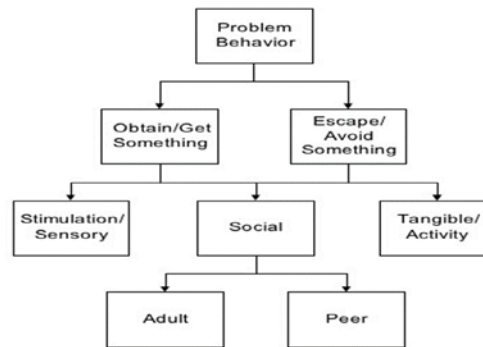 Problem
Behavior
Obtain/Get
Something
Escape/
Avoid
Something
Stimulation/
Sensory
Social
Tangible/
Activity
Adult
Peer